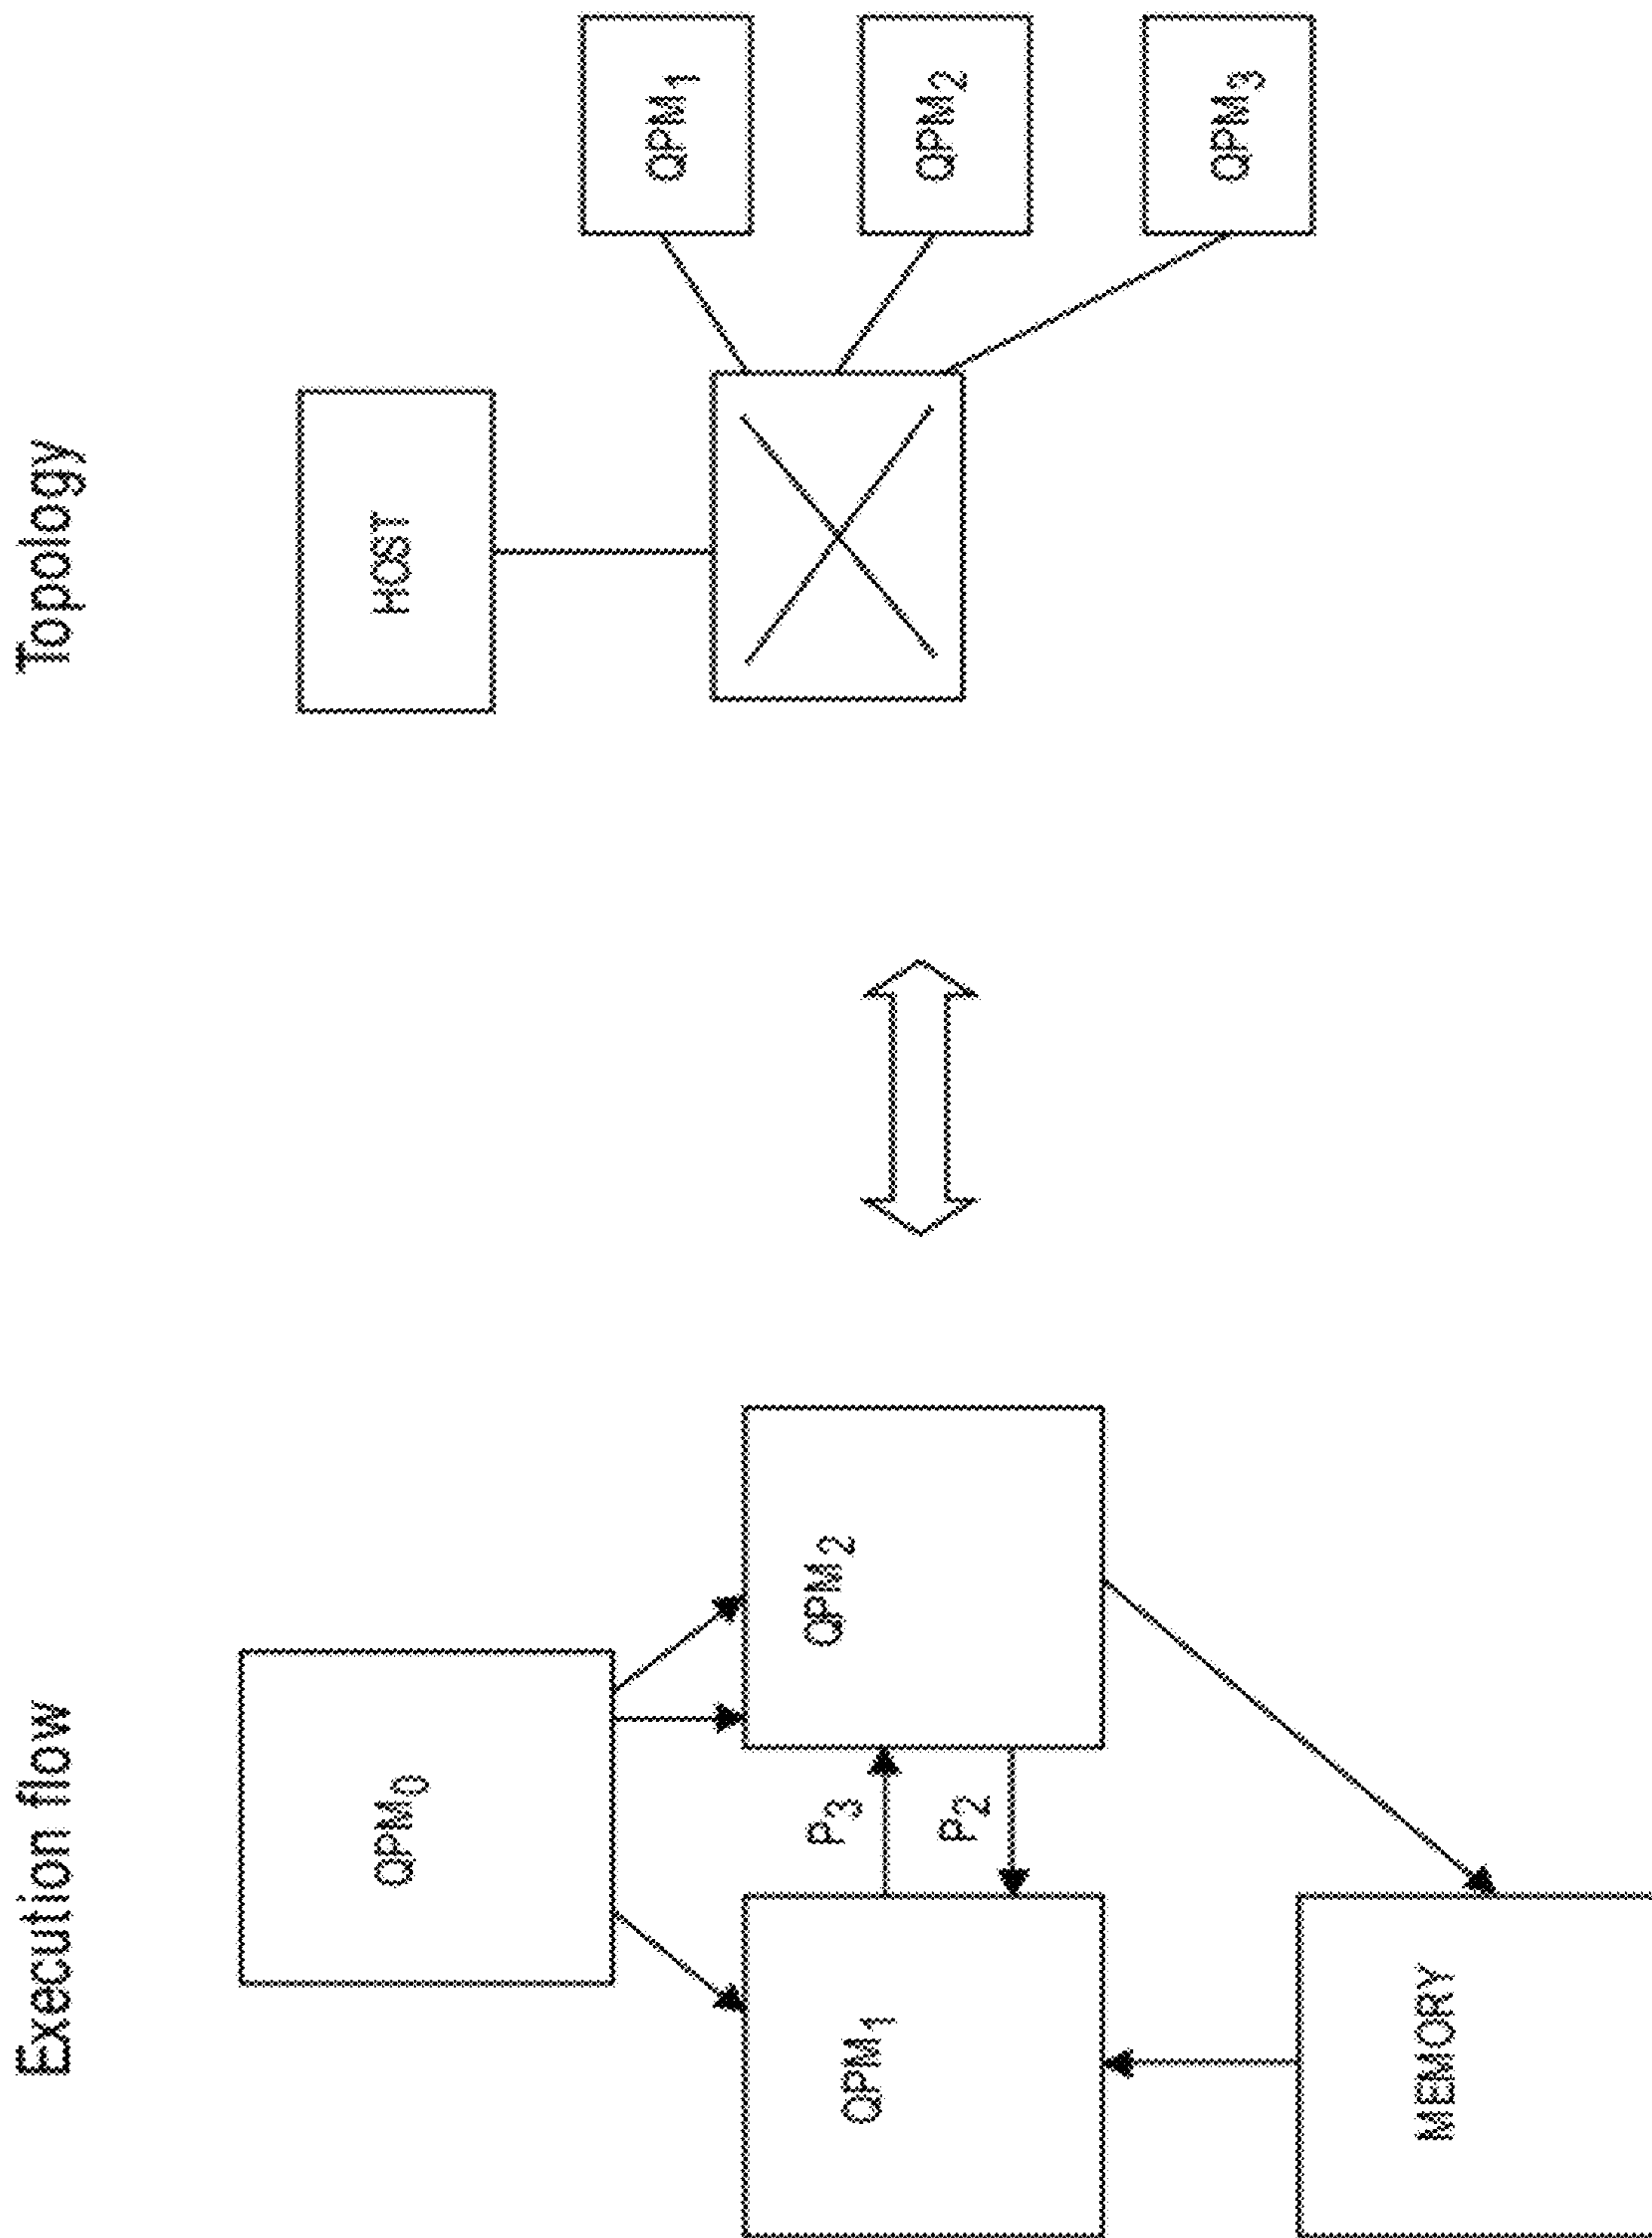 Execution flow
QPM0
QPM1
QPM2
P3
P2
MEMORY
Topology
HOST
QPM1
QPM2
QPM3